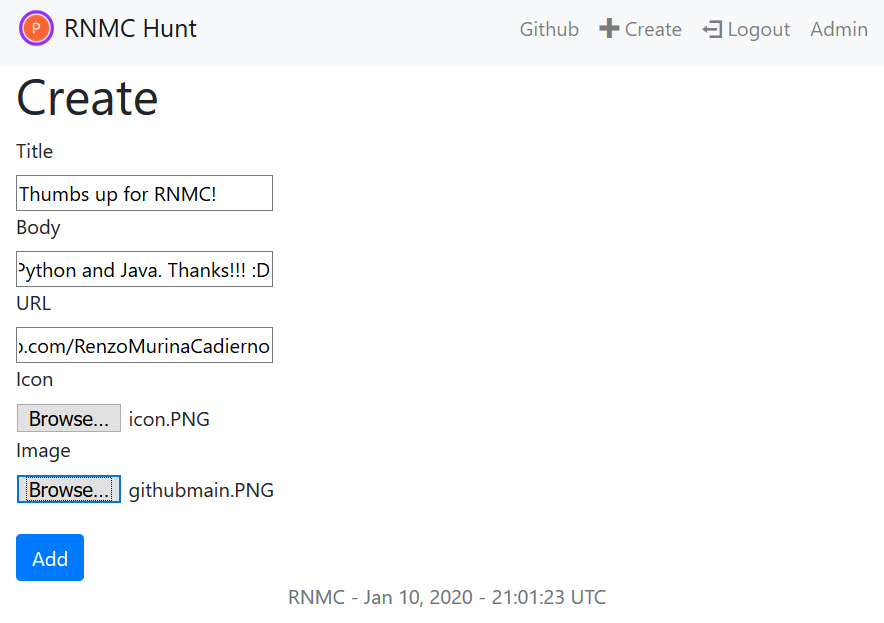 P RNMC Hunt Github Create Logout Admin
Create
Title
Thumbs up for RNMC!
Body
Python and Java. Thanks!!! :D
URL
.com/RenzoMurinaCadierno
Icon
Browse... icon.PNG
Image
Browse... githubmain.PNG
Add
RNMC - Jan 10, 2020 - 21:01:23 UTC